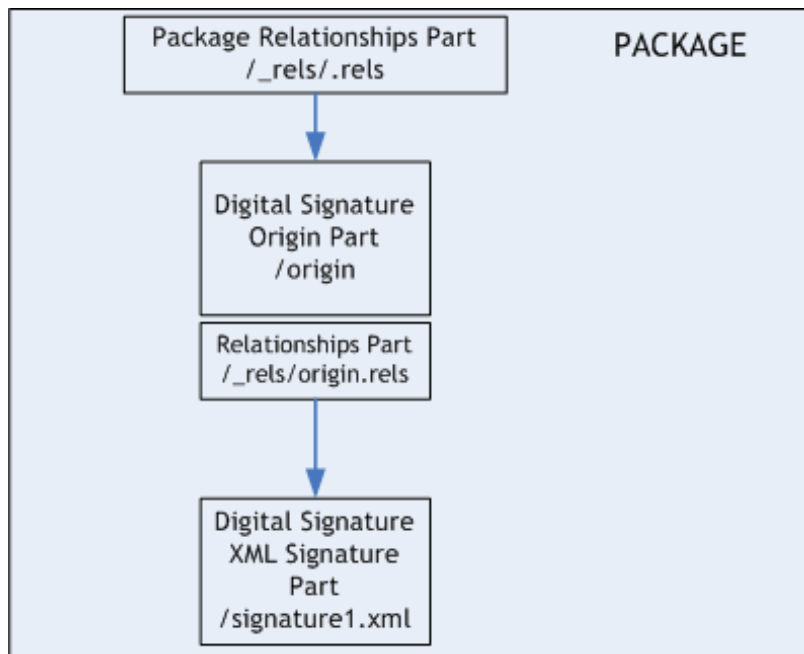 Package Relationships Part
/_rels/.rels
PACKAGE
Digital Signature
Origin Part
/origin
Relationships Part
/_rels/origin.rels
Digital Signature
XML Signature
Part
/signature1.xml